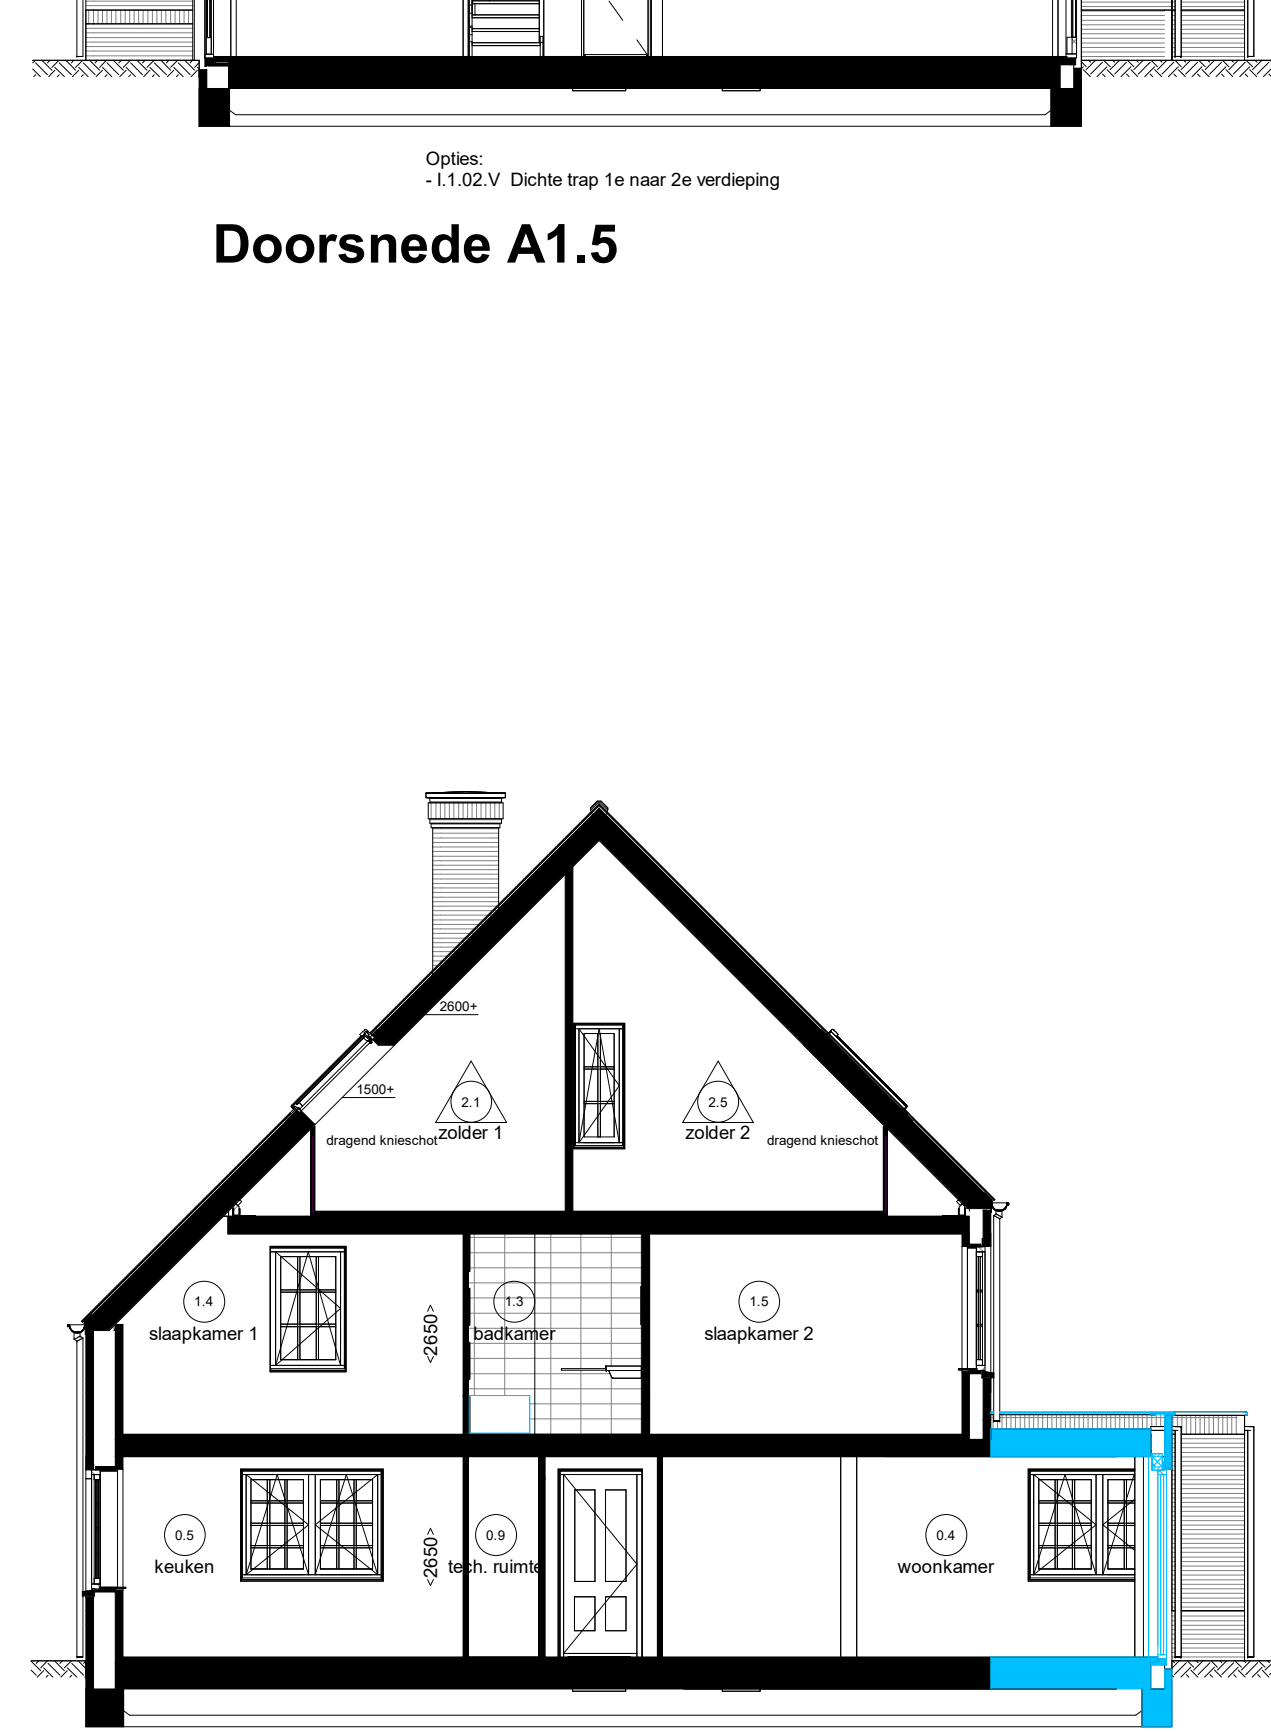 Opties:
- I.1.02.V  Dichte trap 1e naar 2e verdieping
Doorsnede A1.5
2600+
1500+
2.1
zolder 1
2.5
zolder 2
dragend knieschot
dragend knieschot
1.4
slaapkamer 1
<2650>
1.3
badkamer
1.5
slaapkamer 2
0.5
keuken
<2650>
0.9
tech. ruimte
0.4
woonkamer